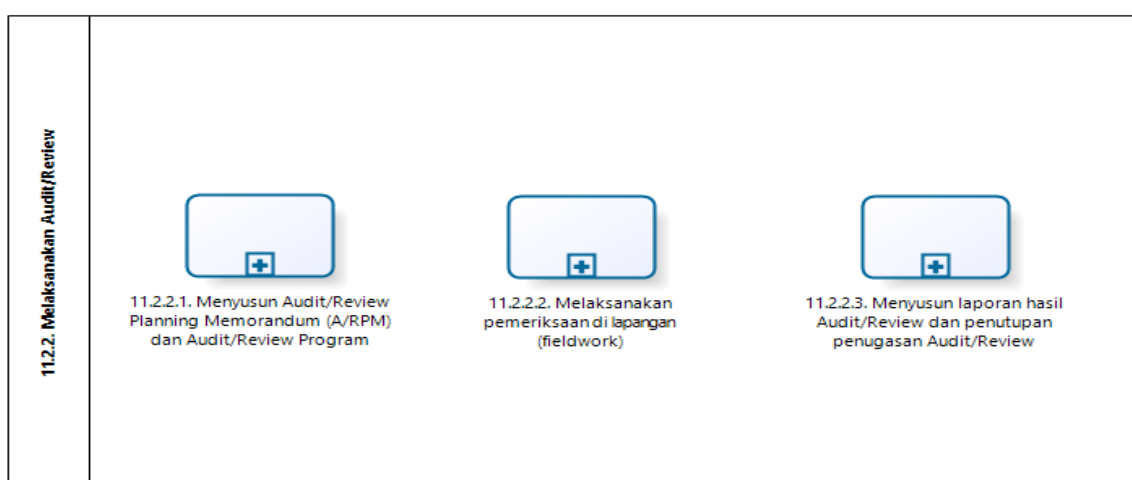 11.2.2. Melaksanakan Audit/Review
11.2.2.1. Menyusun Audit/Review
Planning Memorandum (A/RPM)
dan Audit/Review Program
11.2.2.2. Melaksanakan
pemeriksaan di lapangan
(fieldwork)
11.2.2.3. Menyusun laporan hasil
Audit/Review dan penutupan
penugasan Audit/Review